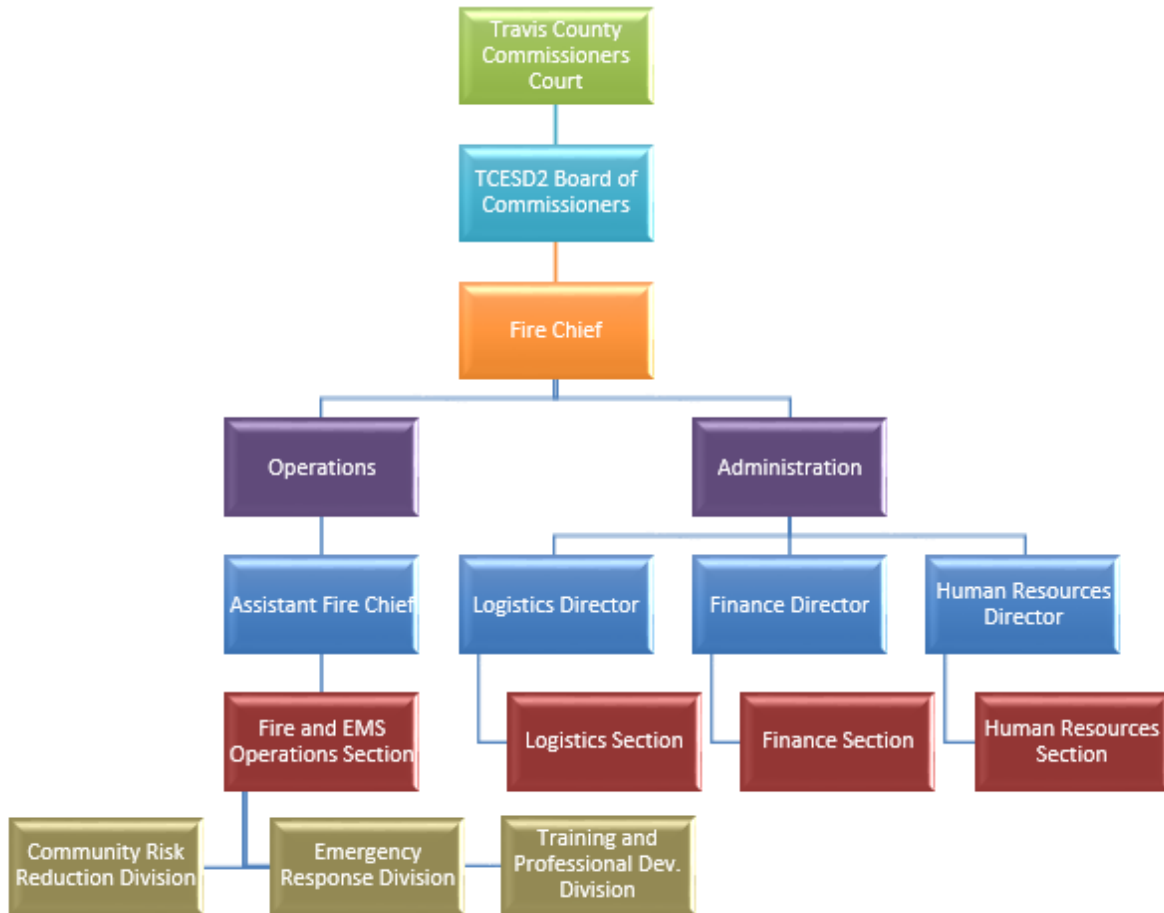 Travis County
Commissioners
Court
TCESD2 Board of
Commissioners
Fire Chief
Operations
Administration
Assistant Fire Chief
Logistics Director
Finance Director
Human Resources
Director
Fire and EMS
Operations Section
Logistics Section
Finance Section
Human Resources
Section
Community Risk
Reduction Division
Emergency
Response Division
Training and
Professional Dev.
Division